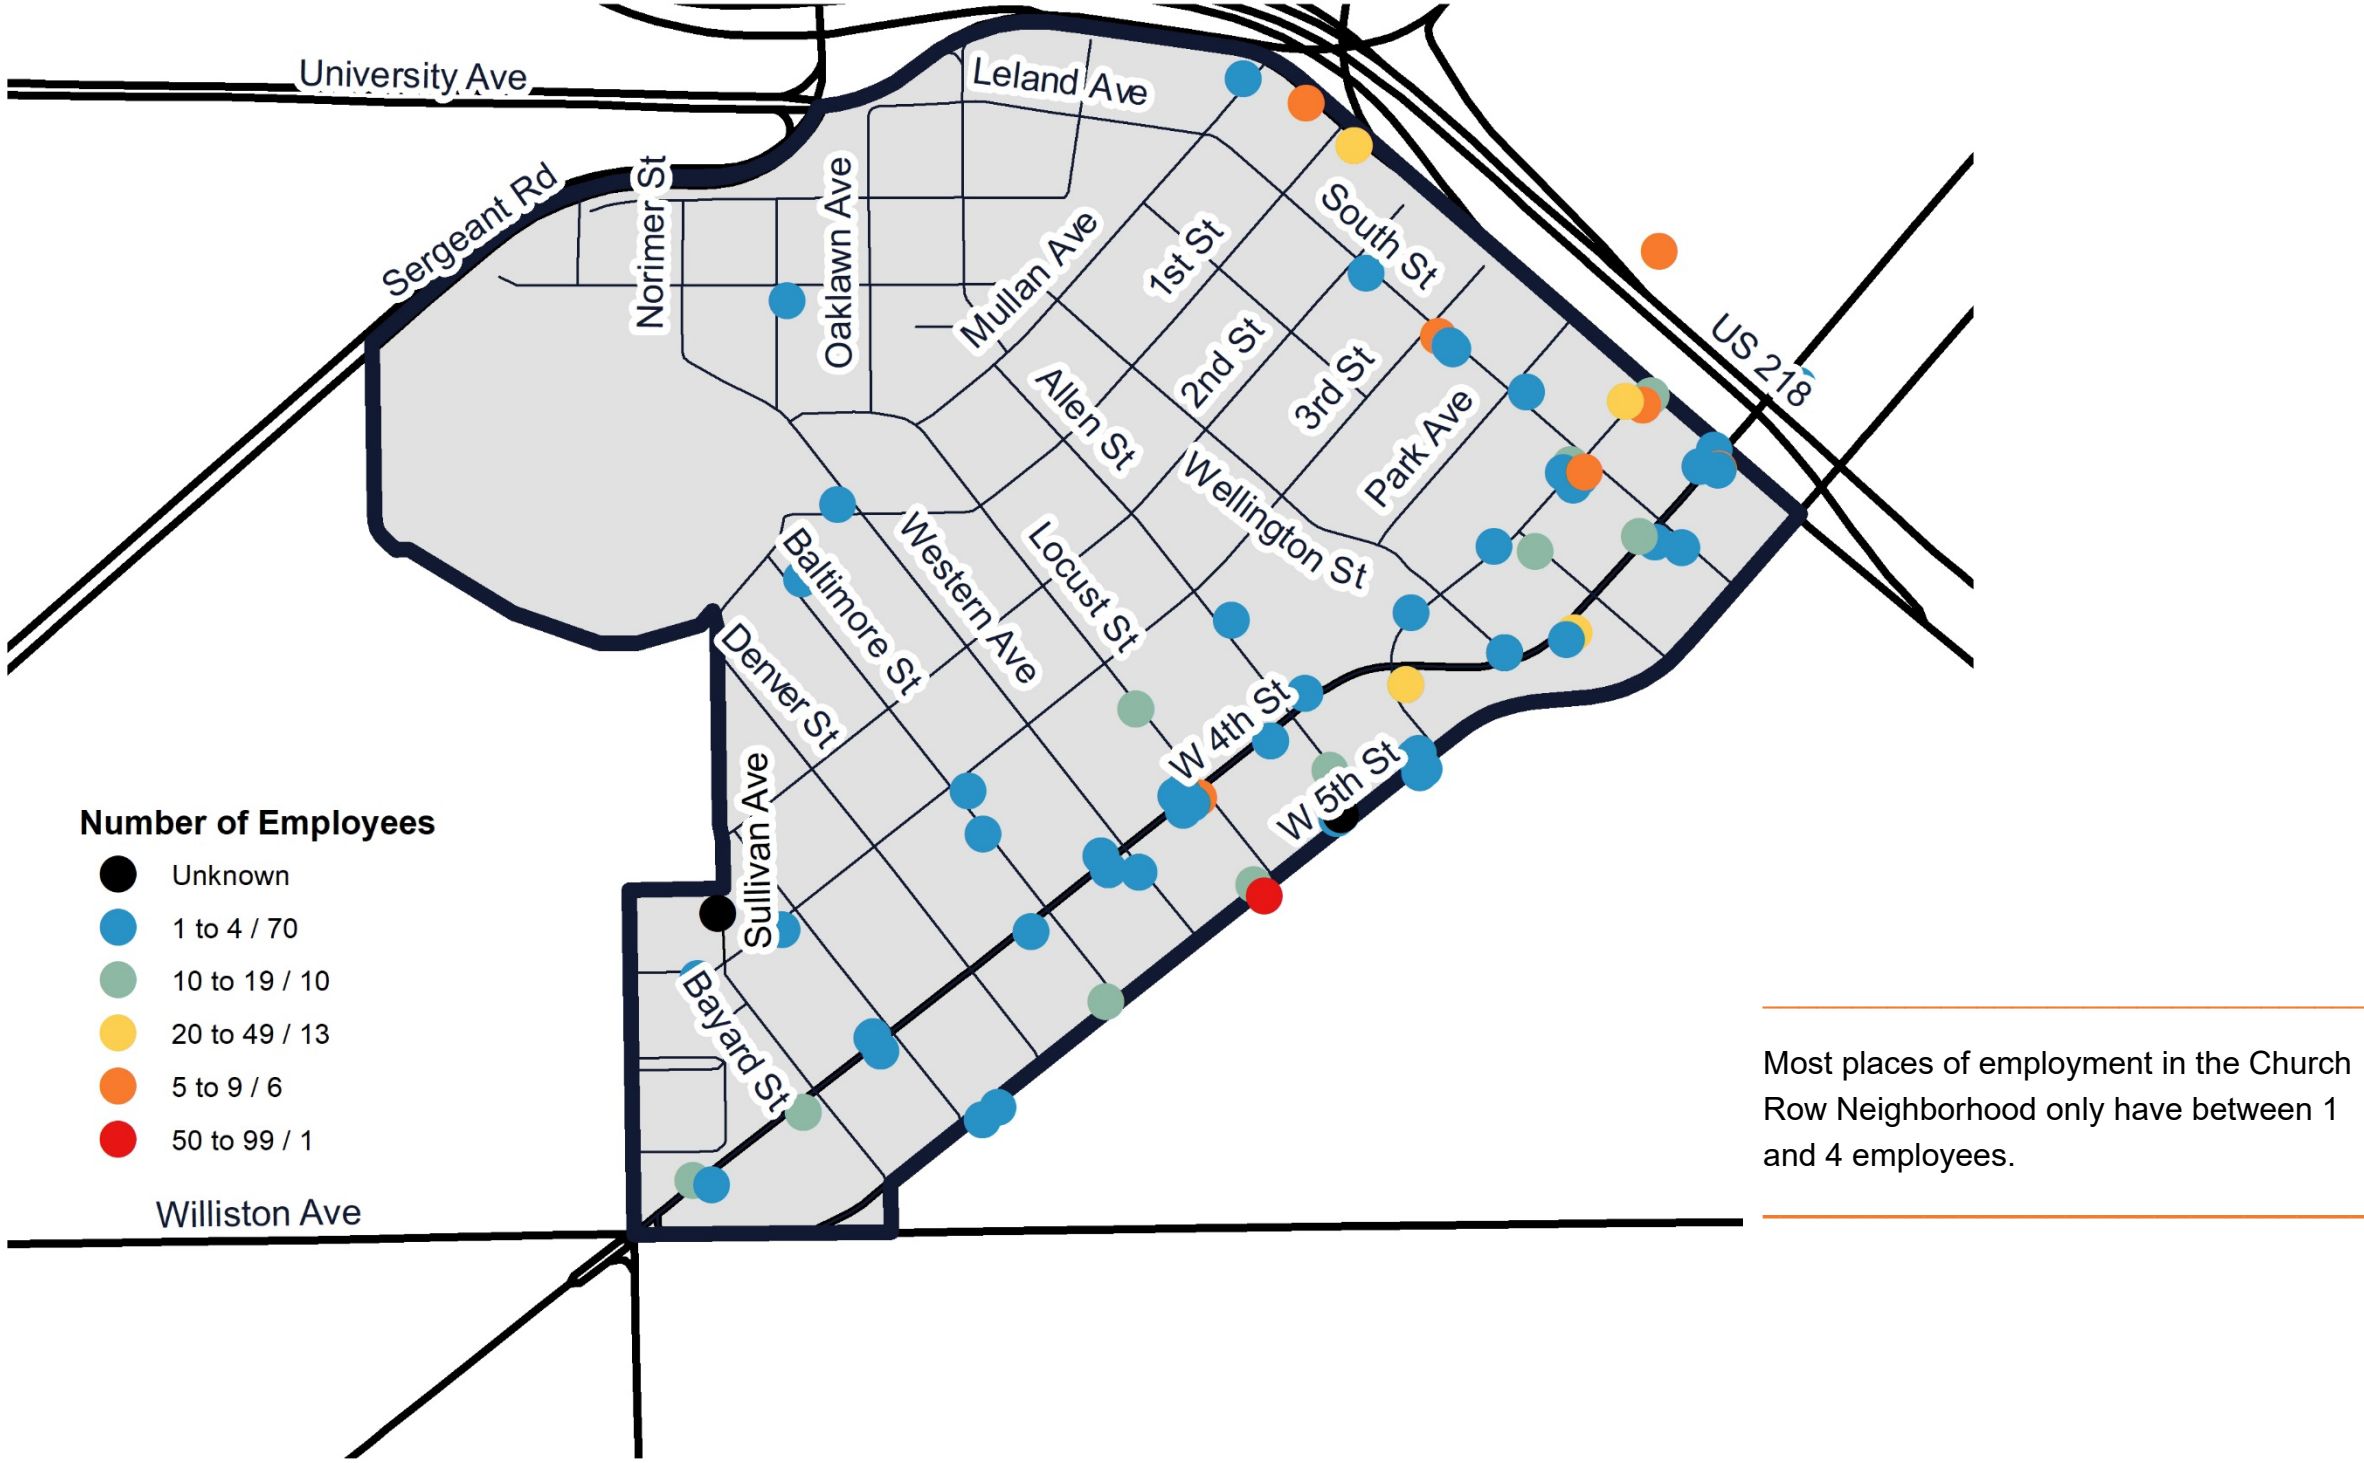 University Ave
Leland Ave
Sergeant Rd
Norimer St
Oaklawn Ave
Mullan Ave
1st St
South St
2nd St
3rd St
US 218
Allen St
Park Ave
Wellington St
Baltimore St
Western Ave
Locust St
Denver St
W 4th St
W 5th St
Sullivan Ave
Bayard St
Number of Employees
Unknown
1 to 4 / 70
10 to 19 / 10
20 to 49 / 13
5 to 9 / 6
50 to 99 / 1
Williston Ave
Most places of employment in the Church
Row Neighborhood only have between 1
and 4 employees.